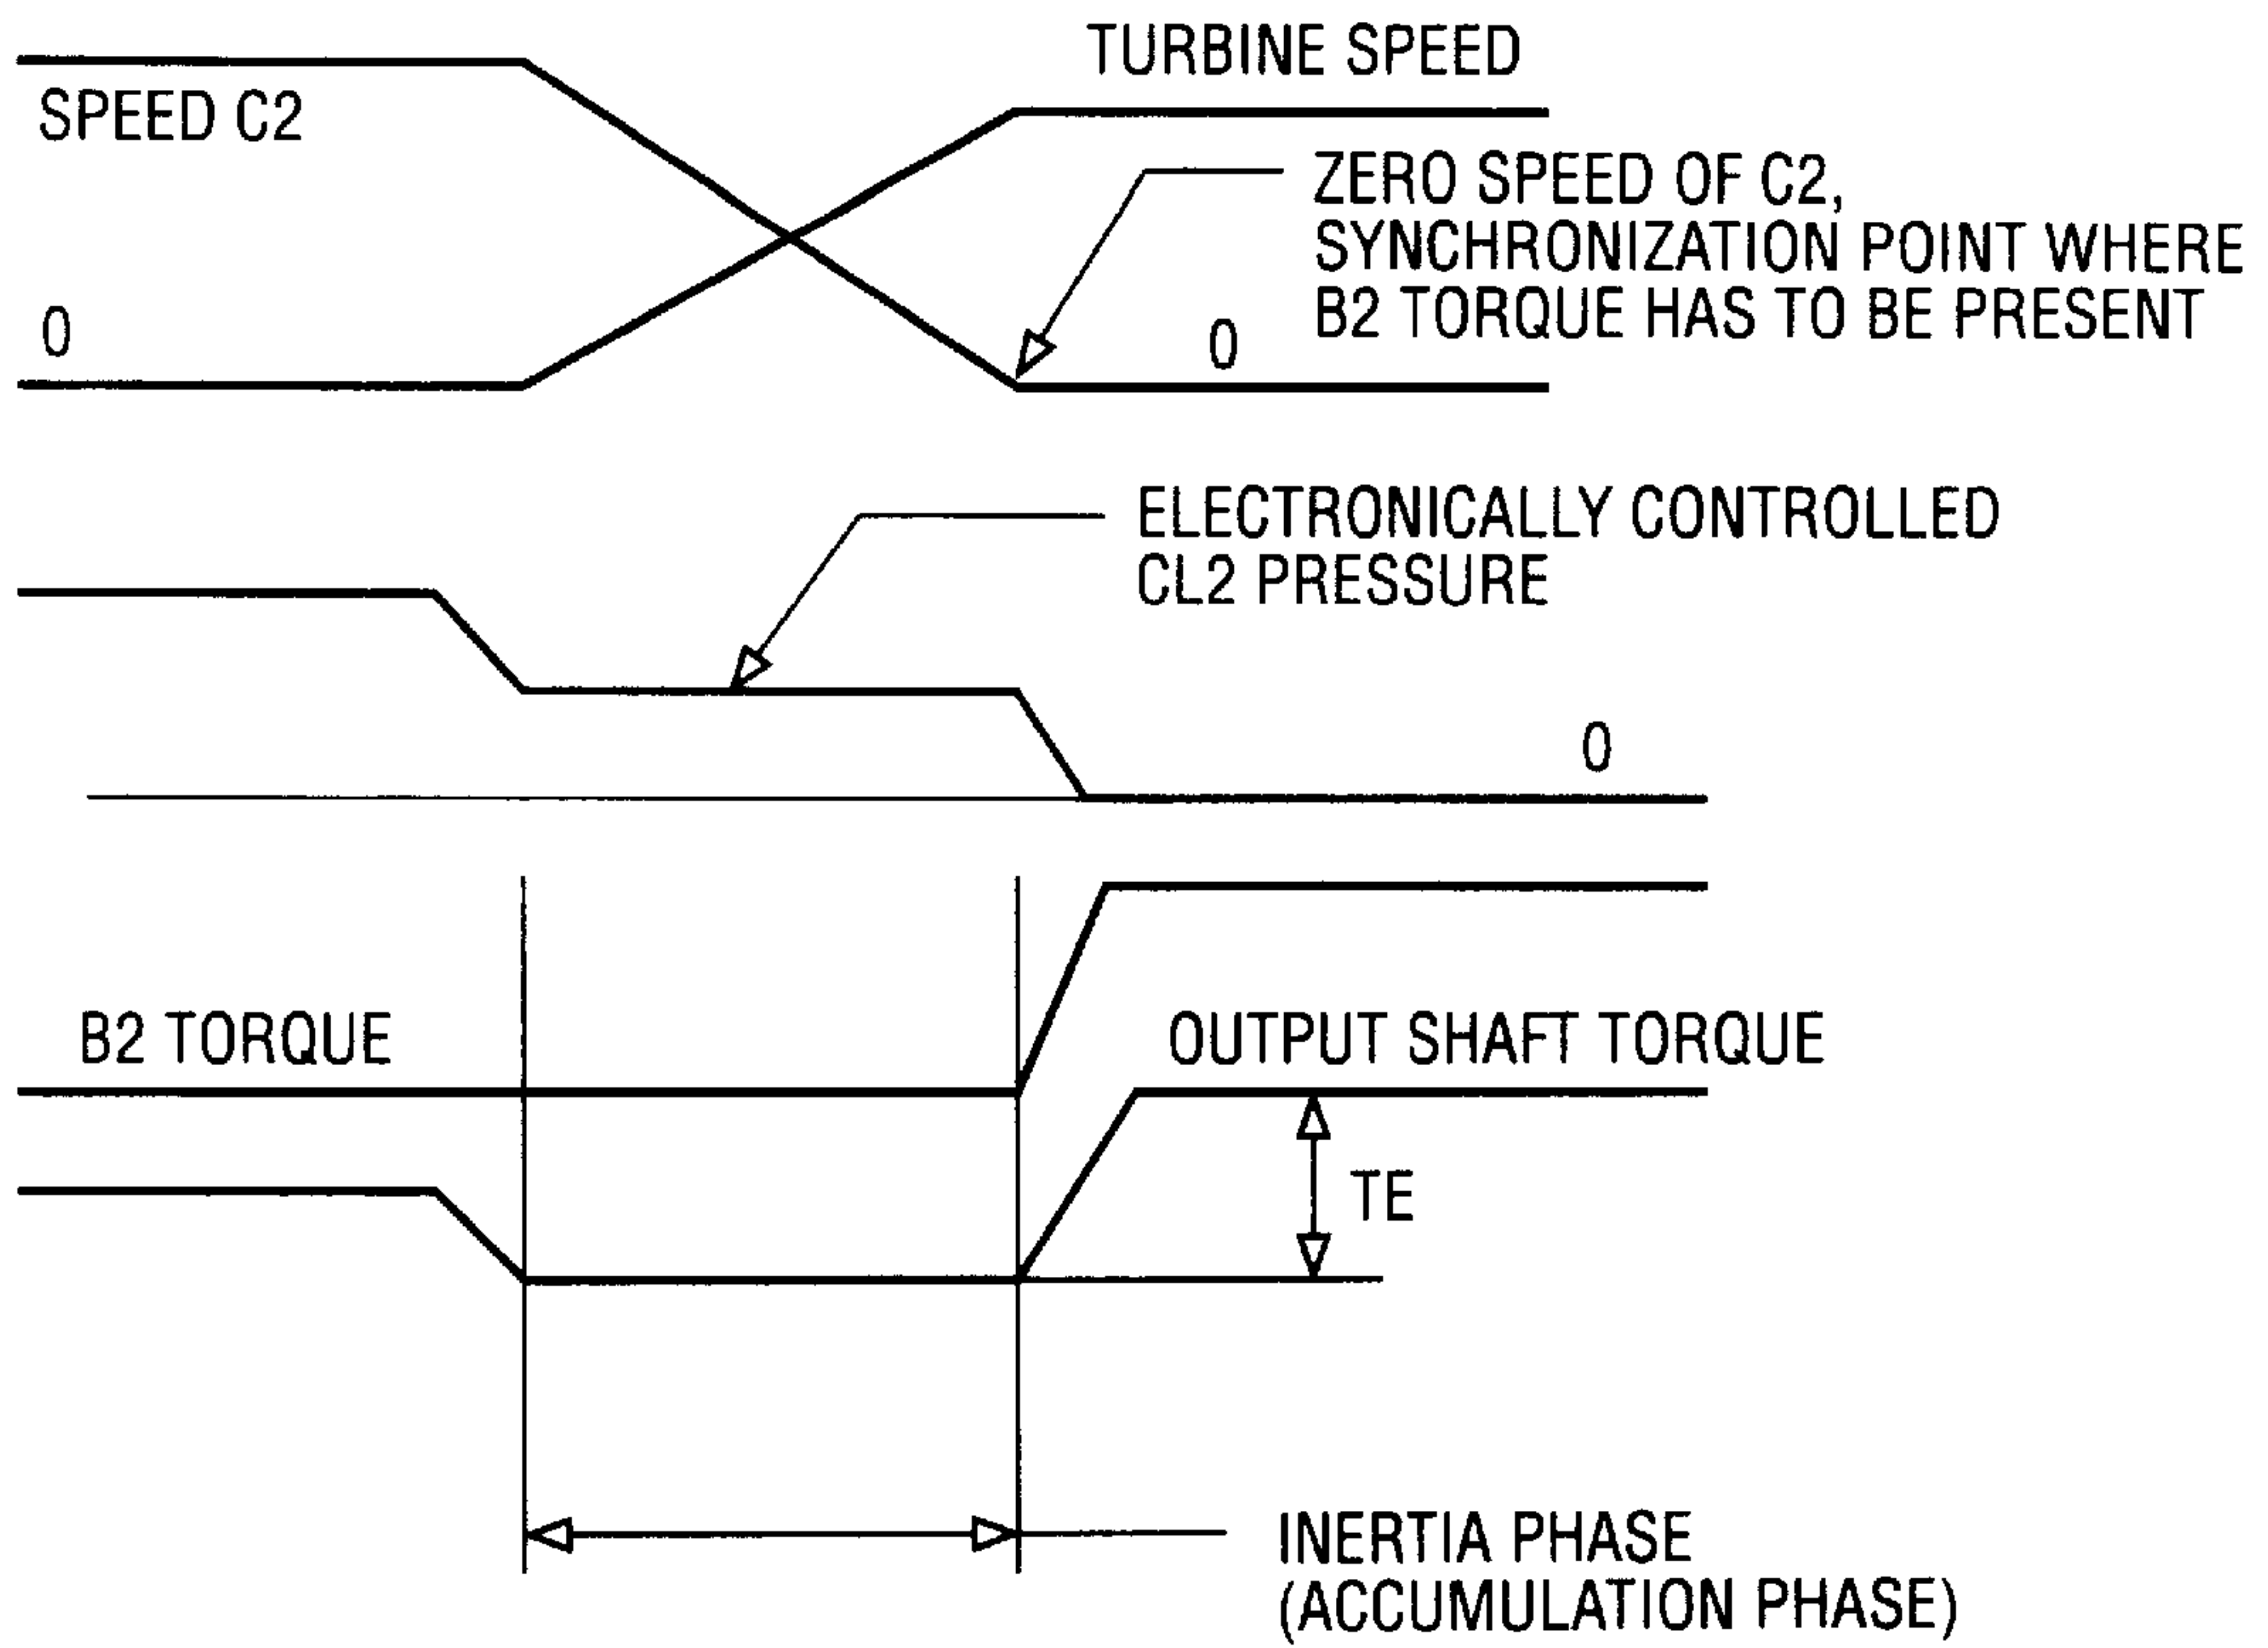 TURBINE SPEED
SPEED C2
ZERO SPEED OF C2,
SYNCHRONIZATION POINT WHERE
B2 TORQUE HAS TO BE PRESENT
0
0
ELECTRONICALLY CONTROLLED
CL2 PRESSURE
0
B2 TORQUE
OUTPUT SHAFT TORQUE
TE
INERTIA PHASE
(ACCUMULATION PHASE)